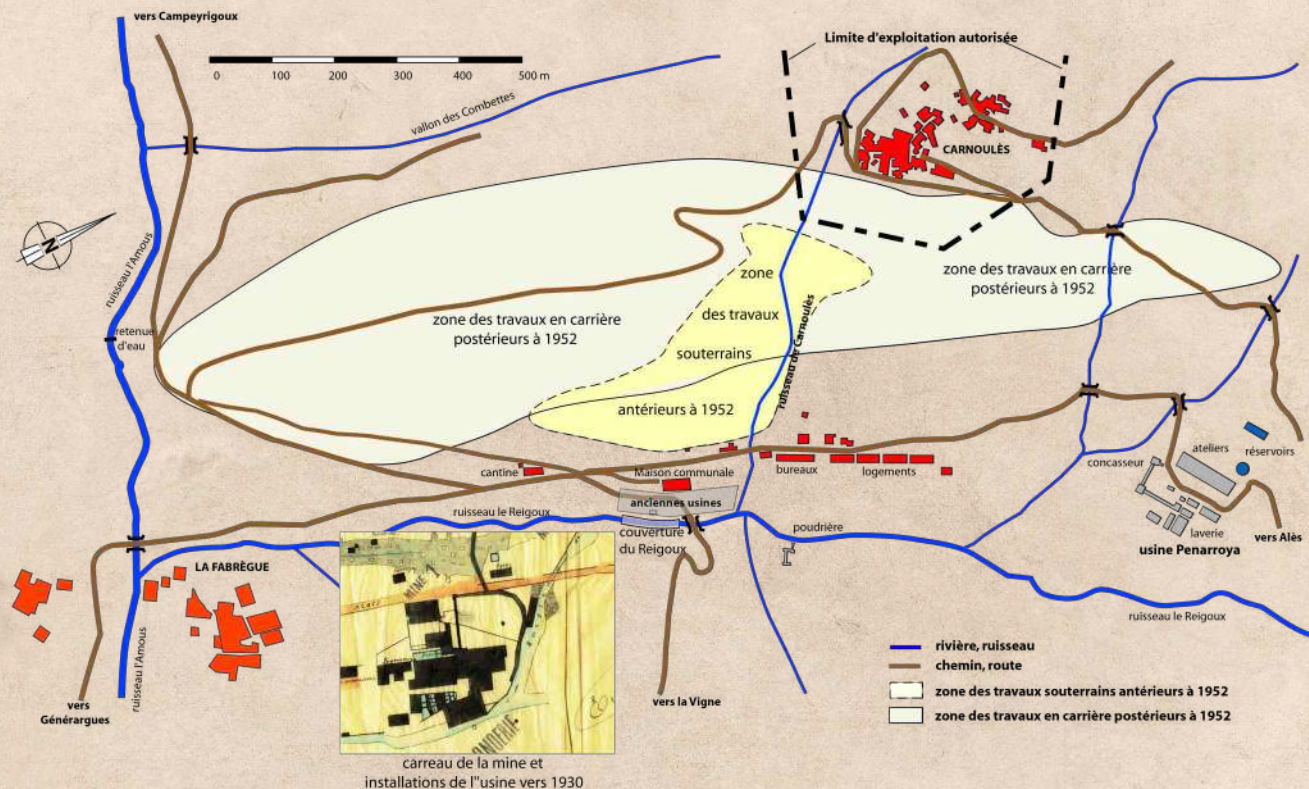 vers Campeyrigoux
0 100 200 300 400 500 m
vallon des Combettes
Limite d'exploitation autorisée
CARNOULÈS
N
ruisseau l'Amous
retenue
d'eau
zone des travaux en carrière
postérieurs à 1952
zone
des travaux
souterrains
antérieurs à 1952
ruisseau de Carnoulès
zone des travaux en carrière
postérieurs à 1952
cantine
Maison communale
bureaux
logements
anciennes usines
ruisseau le Reigoux
couverture
du Reigoux
poudrière
concasseur
ateliers
réservoirs
laverie
usine Penarroya
vers Alès
ruisseau le Reigoux
LA FABRÈGUE
ruisseau l'Amous
vers
Générargues
vers la Vigne
MINE
carreau de la mine et
installations de l"usine vers 1930
rivière, ruisseau
chemin, route
zone des travaux souterrains antérieurs à 1952
zone des travaux en carrière postérieurs à 1952